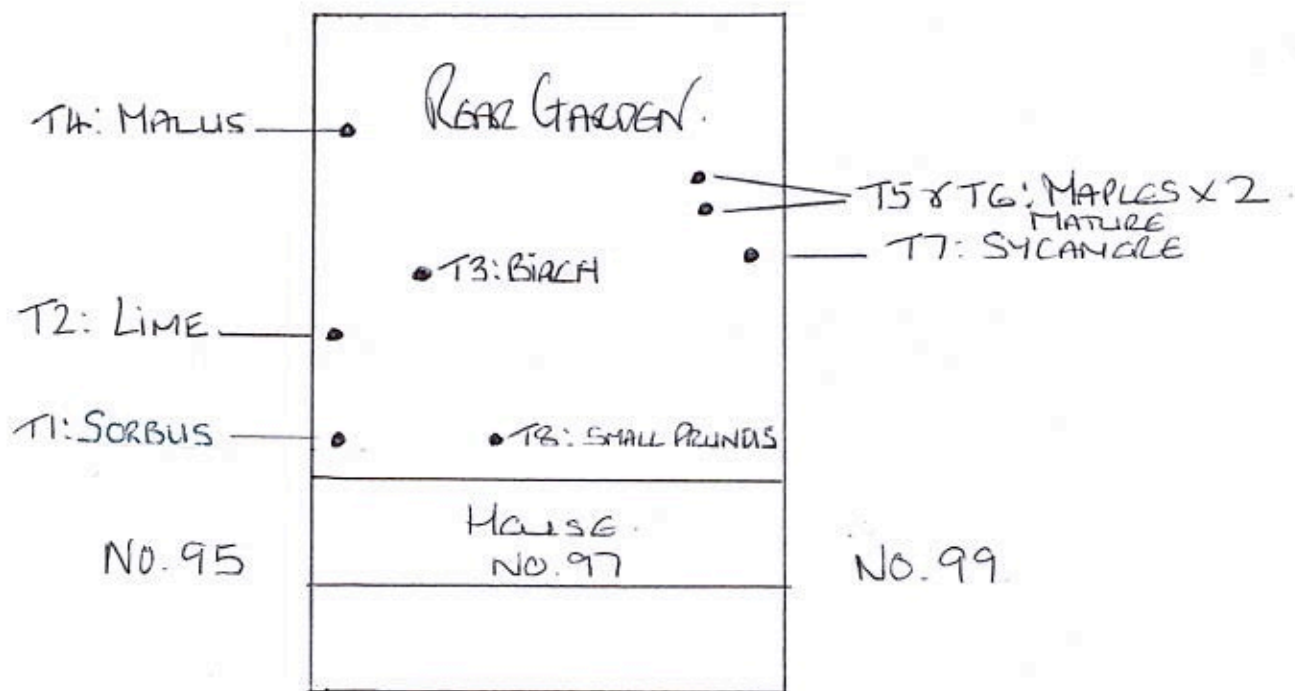 REAR GARDEN.
T4: MALUS
T5 & T6: MAPLES X 2
MATURE
T7: SYCAMORE
T3: BIRCH
T2: LIME
T1: SORBUS
T8: SMALL PRUNUS
HOUSE.
NO. 97
NO. 95
NO. 99